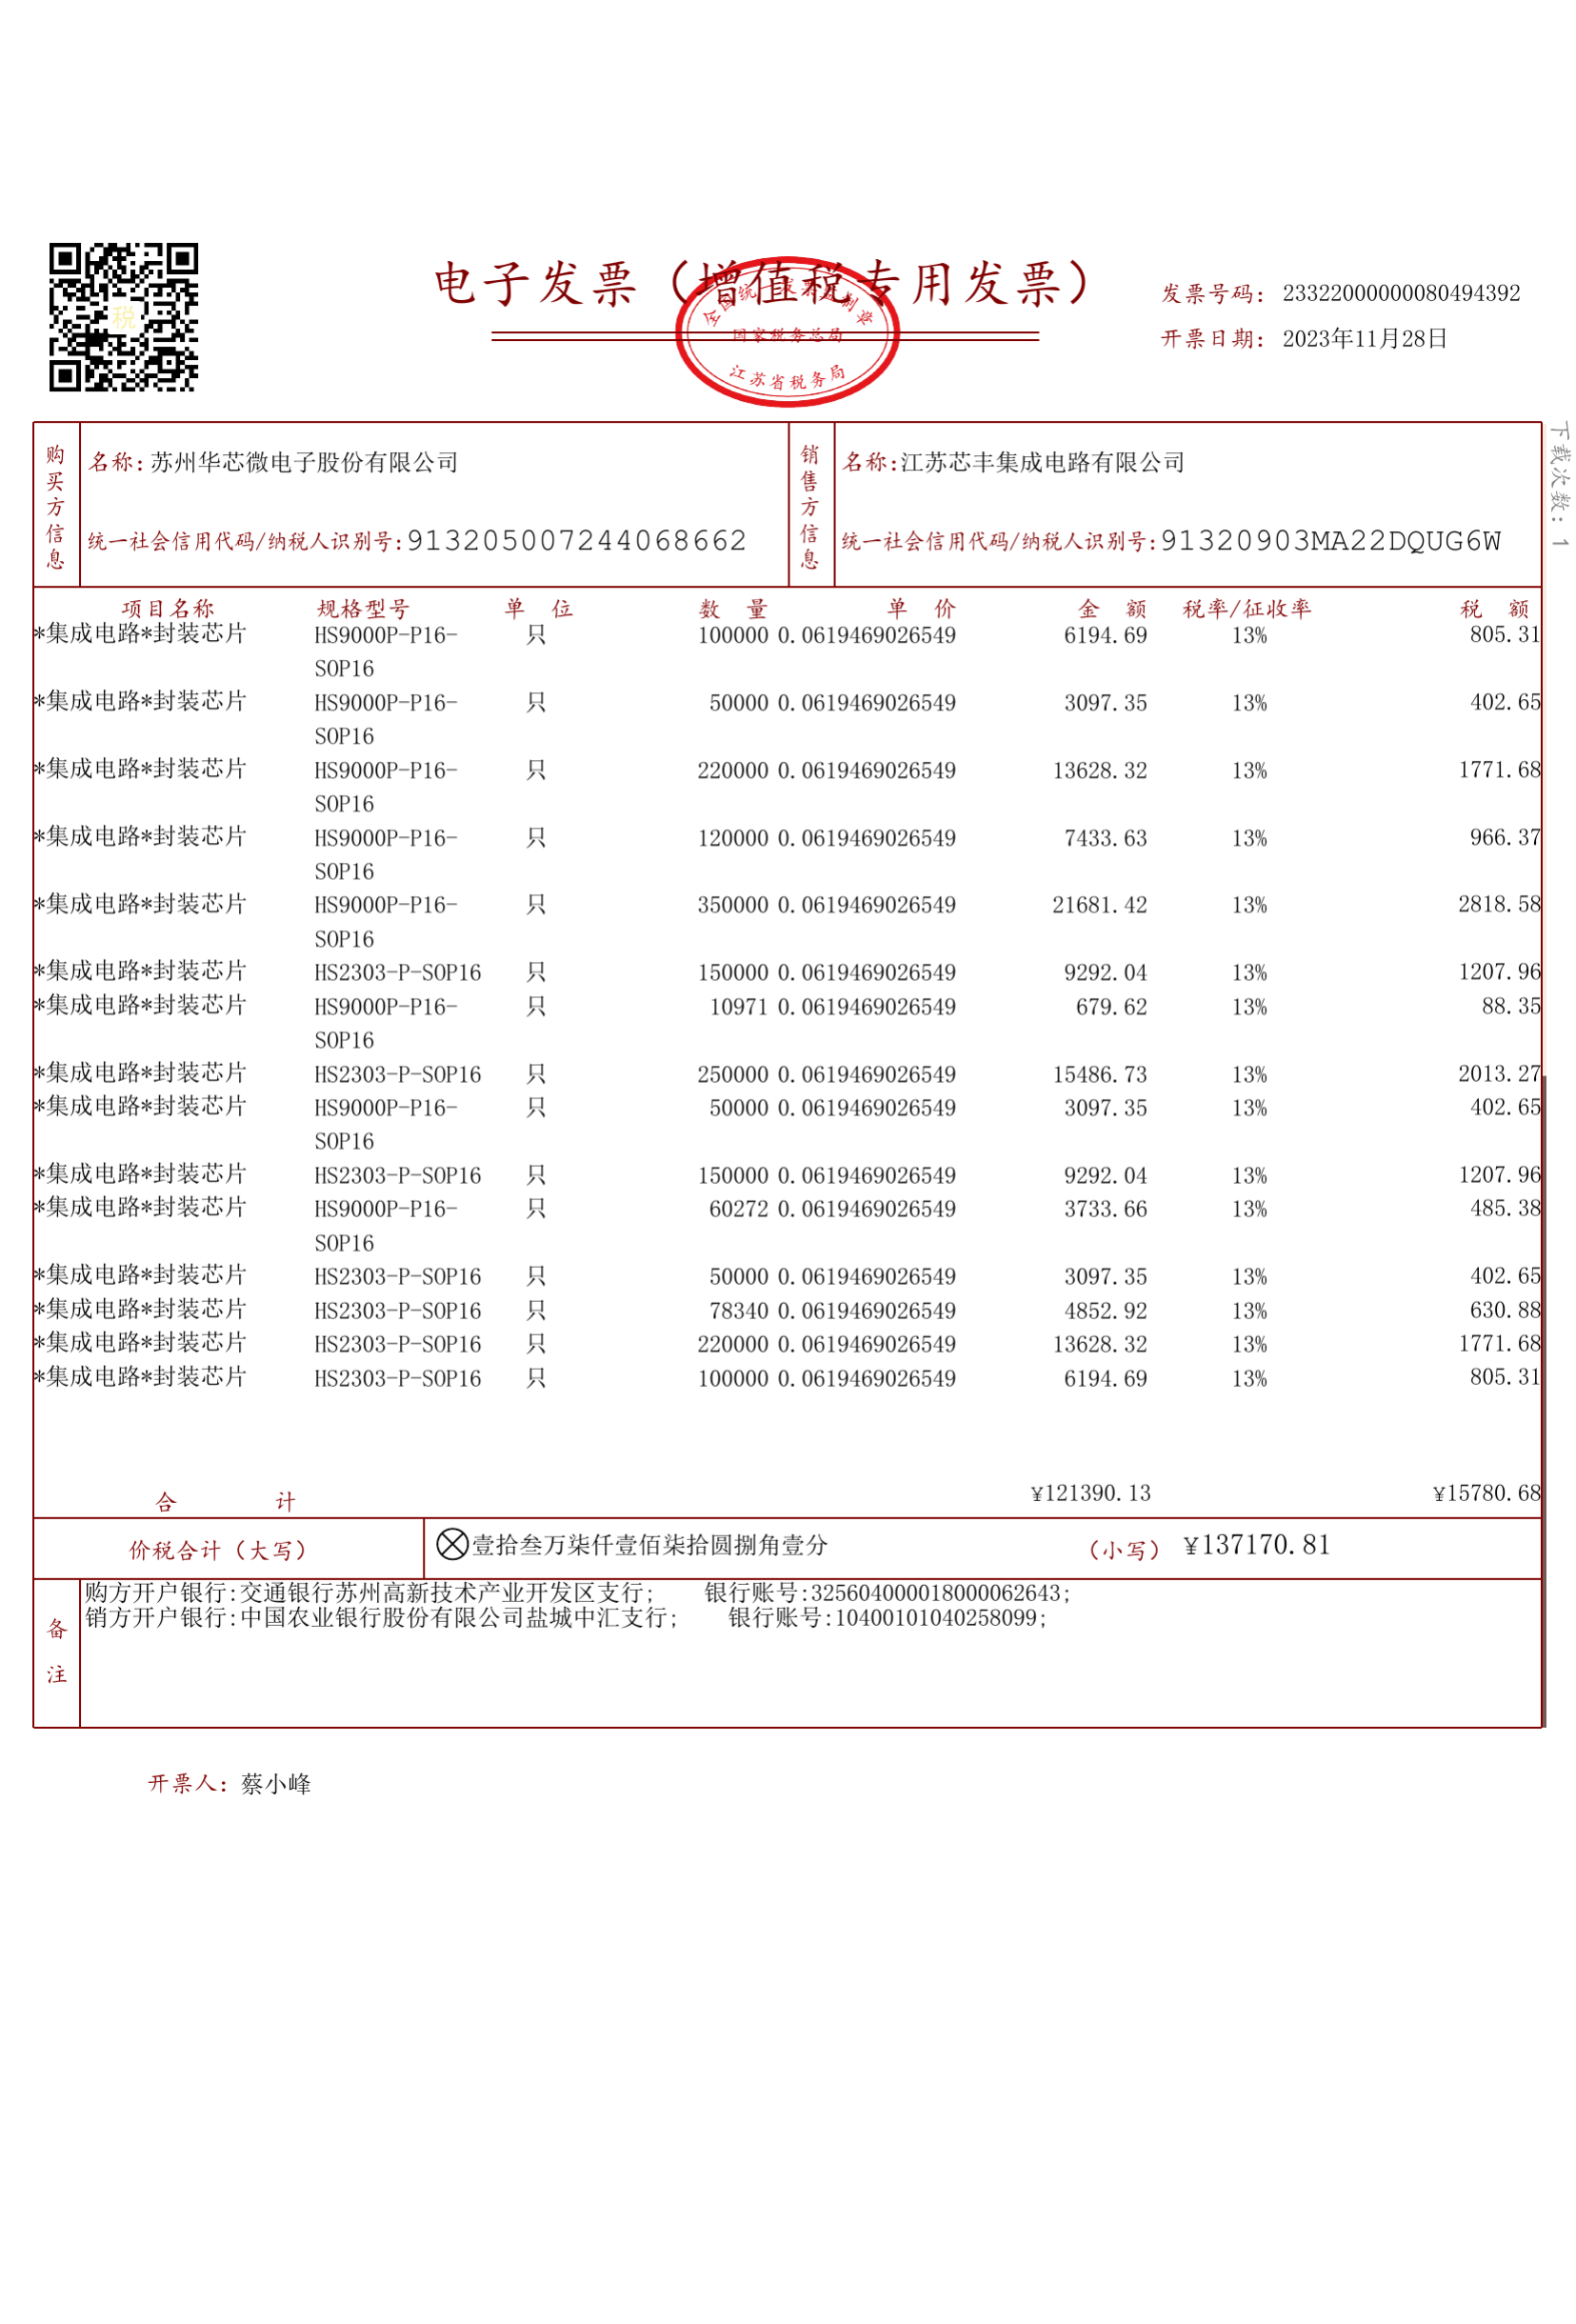 税
电子发票（增值税专用发票）
全国统一发票监制章
国家税务总局
江苏省税务局
发票号码：23322000000080494392
开票日期：2023年11月28日
下载次数：1
购买方信息
名称：苏州华芯微电子股份有限公司
统一社会信用代码/纳税人识别号：913205007244068662
销售方信息
名称：江苏芯丰集成电路有限公司
统一社会信用代码/纳税人识别号：91320903MA22DQUG6W
项目名称 规格型号 单 位 数 量 单 价 金 额 税率/征收率 税 额
*集成电路*封装芯片 HS9000P-P16- 只 100000 0.0619469026549 6194.69 13% 805.31
SOP16
*集成电路*封装芯片 HS9000P-P16- 只 50000 0.0619469026549 3097.35 13% 402.65
SOP16
*集成电路*封装芯片 HS9000P-P16- 只 220000 0.0619469026549 13628.32 13% 1771.68
SOP16
*集成电路*封装芯片 HS9000P-P16- 只 120000 0.0619469026549 7433.63 13% 966.37
SOP16
*集成电路*封装芯片 HS9000P-P16- 只 350000 0.0619469026549 21681.42 13% 2818.58
SOP16
*集成电路*封装芯片 HS2303-P-SOP16 只 150000 0.0619469026549 9292.04 13% 1207.96
*集成电路*封装芯片 HS9000P-P16- 只 10971 0.0619469026549 679.62 13% 88.35
SOP16
*集成电路*封装芯片 HS2303-P-SOP16 只 250000 0.0619469026549 15486.73 13% 2013.27
*集成电路*封装芯片 HS9000P-P16- 只 50000 0.0619469026549 3097.35 13% 402.65
SOP16
*集成电路*封装芯片 HS2303-P-SOP16 只 150000 0.0619469026549 9292.04 13% 1207.96
*集成电路*封装芯片 HS9000P-P16- 只 60272 0.0619469026549 3733.66 13% 485.38
SOP16
*集成电路*封装芯片 HS2303-P-SOP16 只 50000 0.0619469026549 3097.35 13% 402.65
*集成电路*封装芯片 HS2303-P-SOP16 只 78340 0.0619469026549 4852.92 13% 630.88
*集成电路*封装芯片 HS2303-P-SOP16 只 220000 0.0619469026549 13628.32 13% 1771.68
*集成电路*封装芯片 HS2303-P-SOP16 只 100000 0.0619469026549 6194.69 13% 805.31
合 计 ¥121390.13 ¥15780.68
价税合计（大写） 壹拾叁万柒仟壹佰柒拾圆捌角壹分 （小写） ¥137170.81
备注
购方开户银行:交通银行苏州高新技术产业开发区支行; 银行账号:325604000018000062643;
销方开户银行:中国农业银行股份有限公司盐城中汇支行; 银行账号:10400101040258099;
开票人：蔡小峰